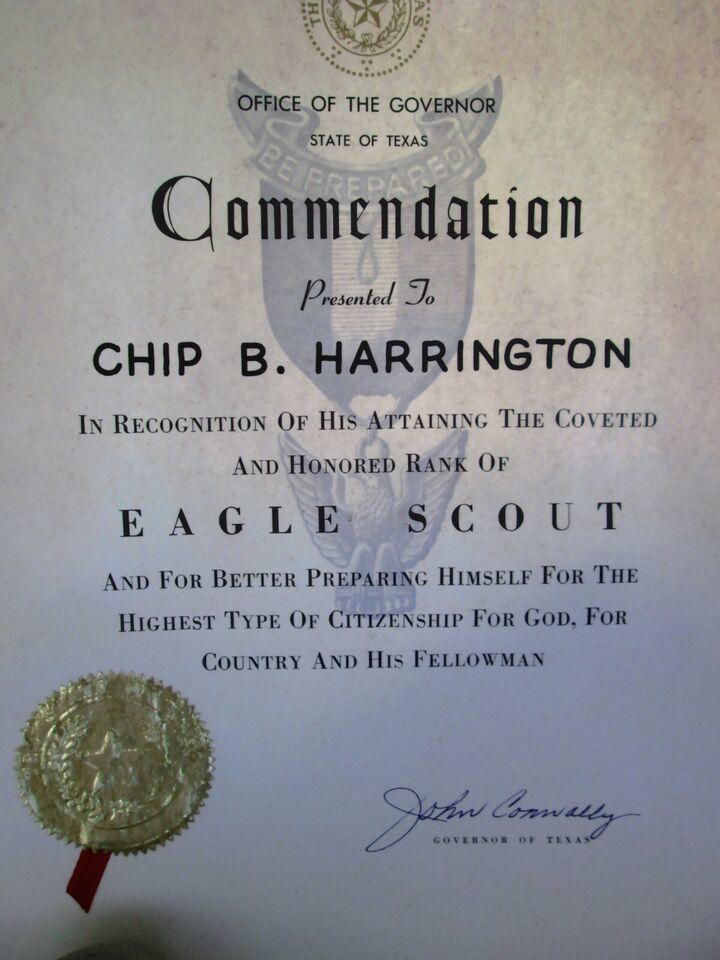 TH
AS
OFFICE OF THE GOVERNOR
STATE OF TEXAS
BE PREPARED
Commendation
Presented To
CHIP B. HARRINGTON
IN RECOGNITION OF HIS ATTAINING THE COVETED
AND HONORED RANK OF
EAGLE SCOUT
AND FOR BETTER PREPARING HIMSELF FOR THE
HIGHEST TYPE OF CITIZENSHIP FOR GOD, FOR
COUNTRY AND HIS FELLOWMAN
John Connally
GOVERNOR OF TEXAS